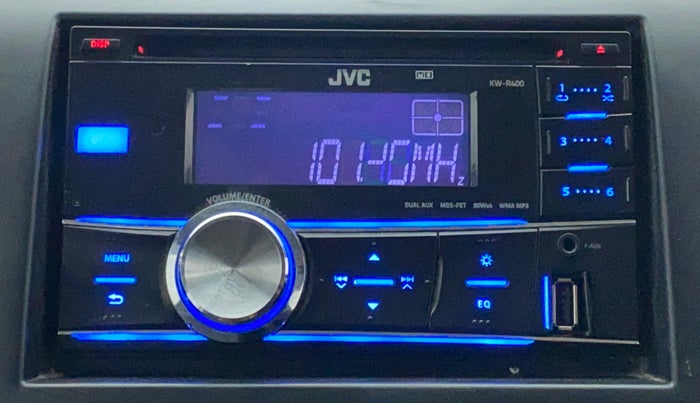 DISP
JVC
KW-R400
1 2
101.45MHz
3 4
5 6
VOLUME/ENTER
DUAL AUX MOS-FET 50Wx4 WMA MP3
MENU
EQ